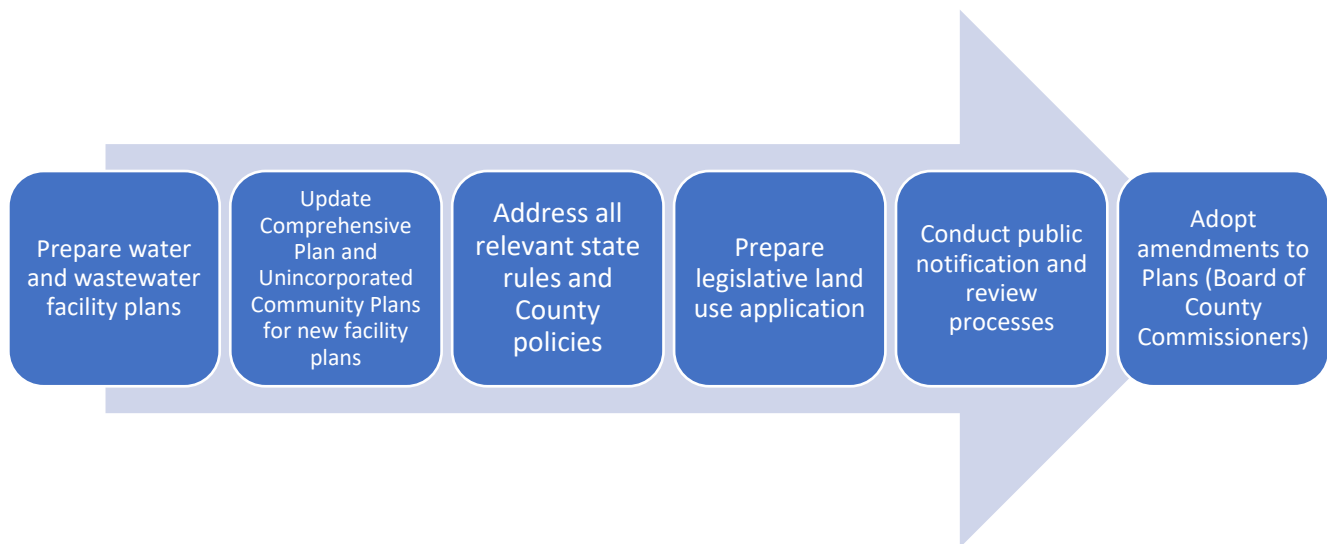 Prepare water
and wastewater
facility plans
Update
Comprehensive
Plan and
Unincorporated
Community Plans
for new facility
plans
Address all
relevant state
rules and
County
policies
Prepare
legislative land
use application
Conduct public
notification and
review
processes
Adopt
amendments to
Plans (Board of
County
Commissioners)